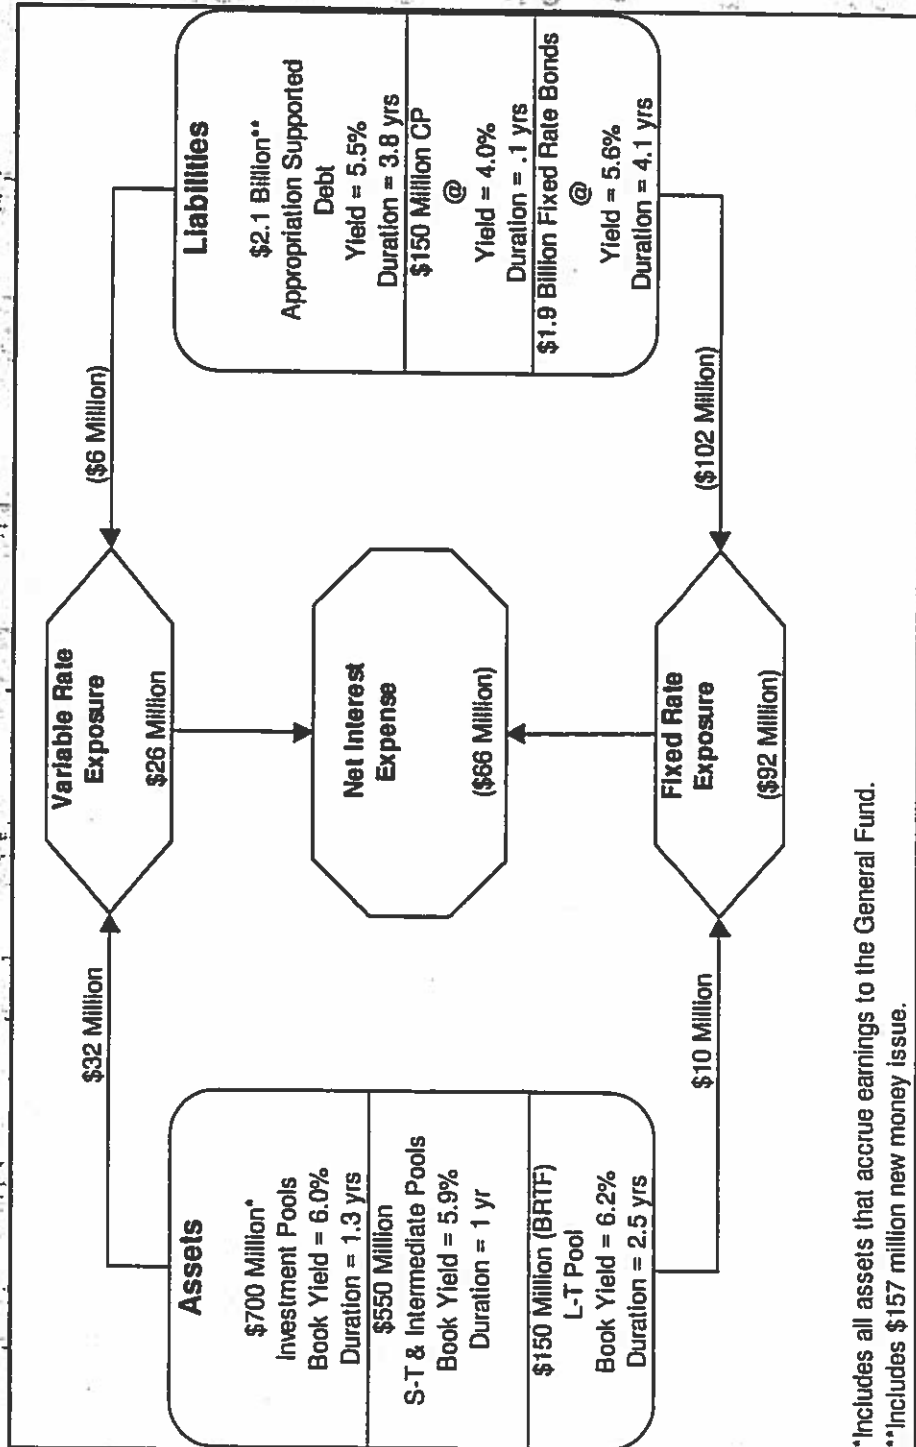 Assets
$700 Million*
Investment Pools
Book Yield = 6.0%
Duration = 1.3 yrs
$550 Million
S-T & Intermediate Pools
Book Yield = 5.9%
Duration = 1 yr
$150 Million (BRTF)
L-T Pool
Book Yield = 6.2%
Duration = 2.5 yrs
$32 Million
$10 Million
Variable Rate
Exposure
$26 Million
Net Interest
Expense
($66 Million)
Fixed Rate
Exposure
($92 Million)
($6 Million)
($102 Million)
Liabilities
$2.1 Billion**
Appropriation Supported
Debt
Yield = 5.5%
Duration = 3.8 yrs
$150 Million CP
@
Yield = 4.0%
Duration = .1 yrs
$1.9 Billion Fixed Rate Bonds
@
Yield = 5.6%
Duration = 4.1 yrs
*Includes all assets that accrue earnings to the General Fund.
**Includes $157 million new money issue.